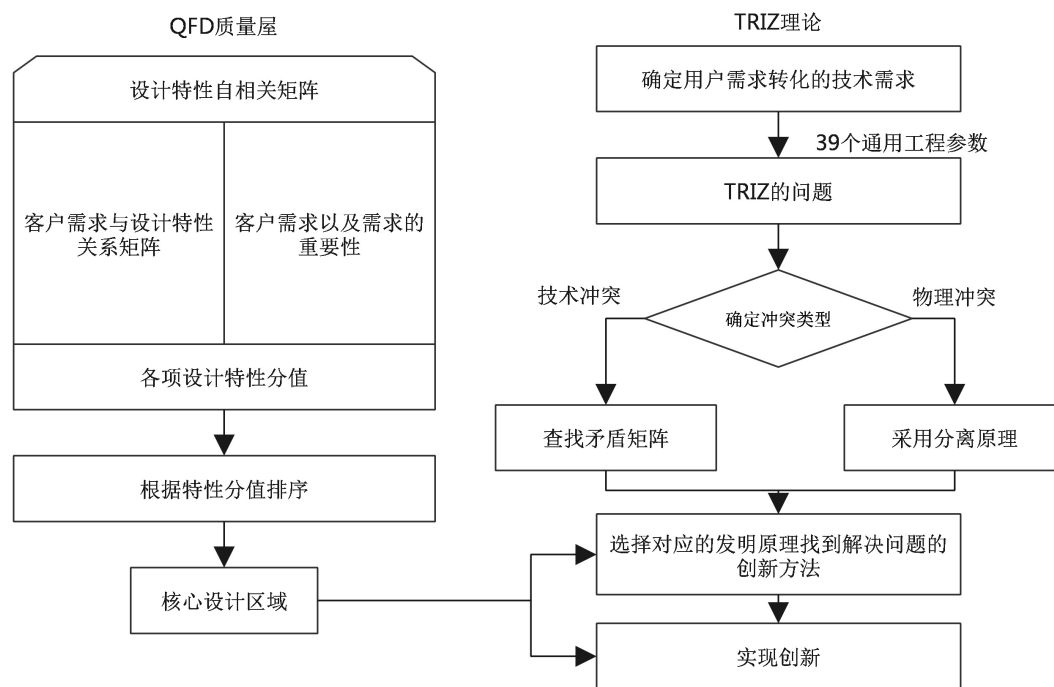 QFD质量屋
设计特性自相关矩阵
客户需求与设计特性
关系矩阵
客户需求以及需求的
重要性
各项设计特性分值
根据特性分值排序
核心设计区域
TRIZ理论
确定用户需求转化的技术需求
39个通用工程参数
TRIZ的问题
确定冲突类型
技术冲突
物理冲突
查找矛盾矩阵
采用分离原理
选择对应的发明原理找到解决问题的
创新方法
实现创新